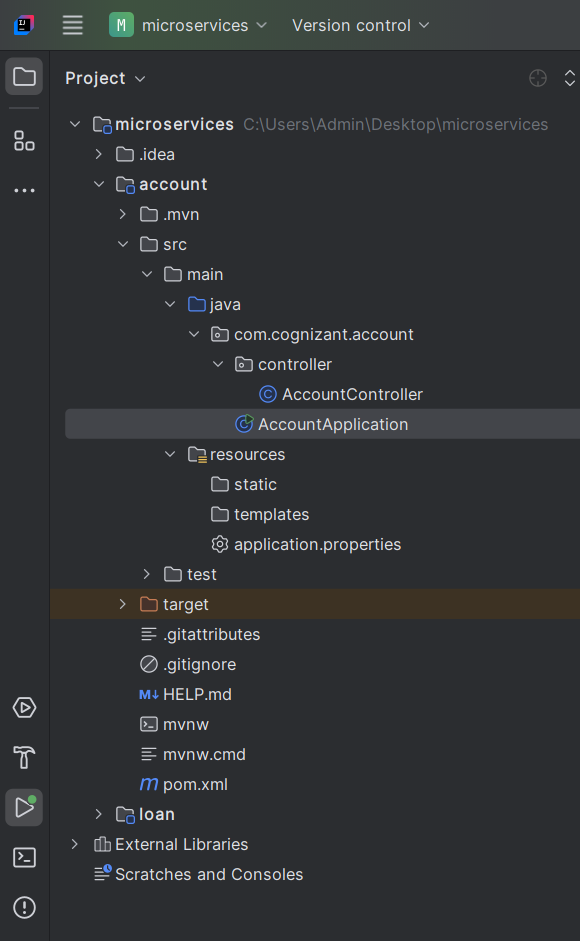 M microservices Version control
Project
microservices C:\Users\Admin\Desktop\microservices
.idea
account
.mvn
src
main
java
com.cognizant.account
controller
AccountController
AccountApplication
resources
static
templates
application.properties
test
target
.gitattributes
.gitignore
HELP.md
mvnw
mvnw.cmd
pom.xml
loan
External Libraries
Scratches and Consoles